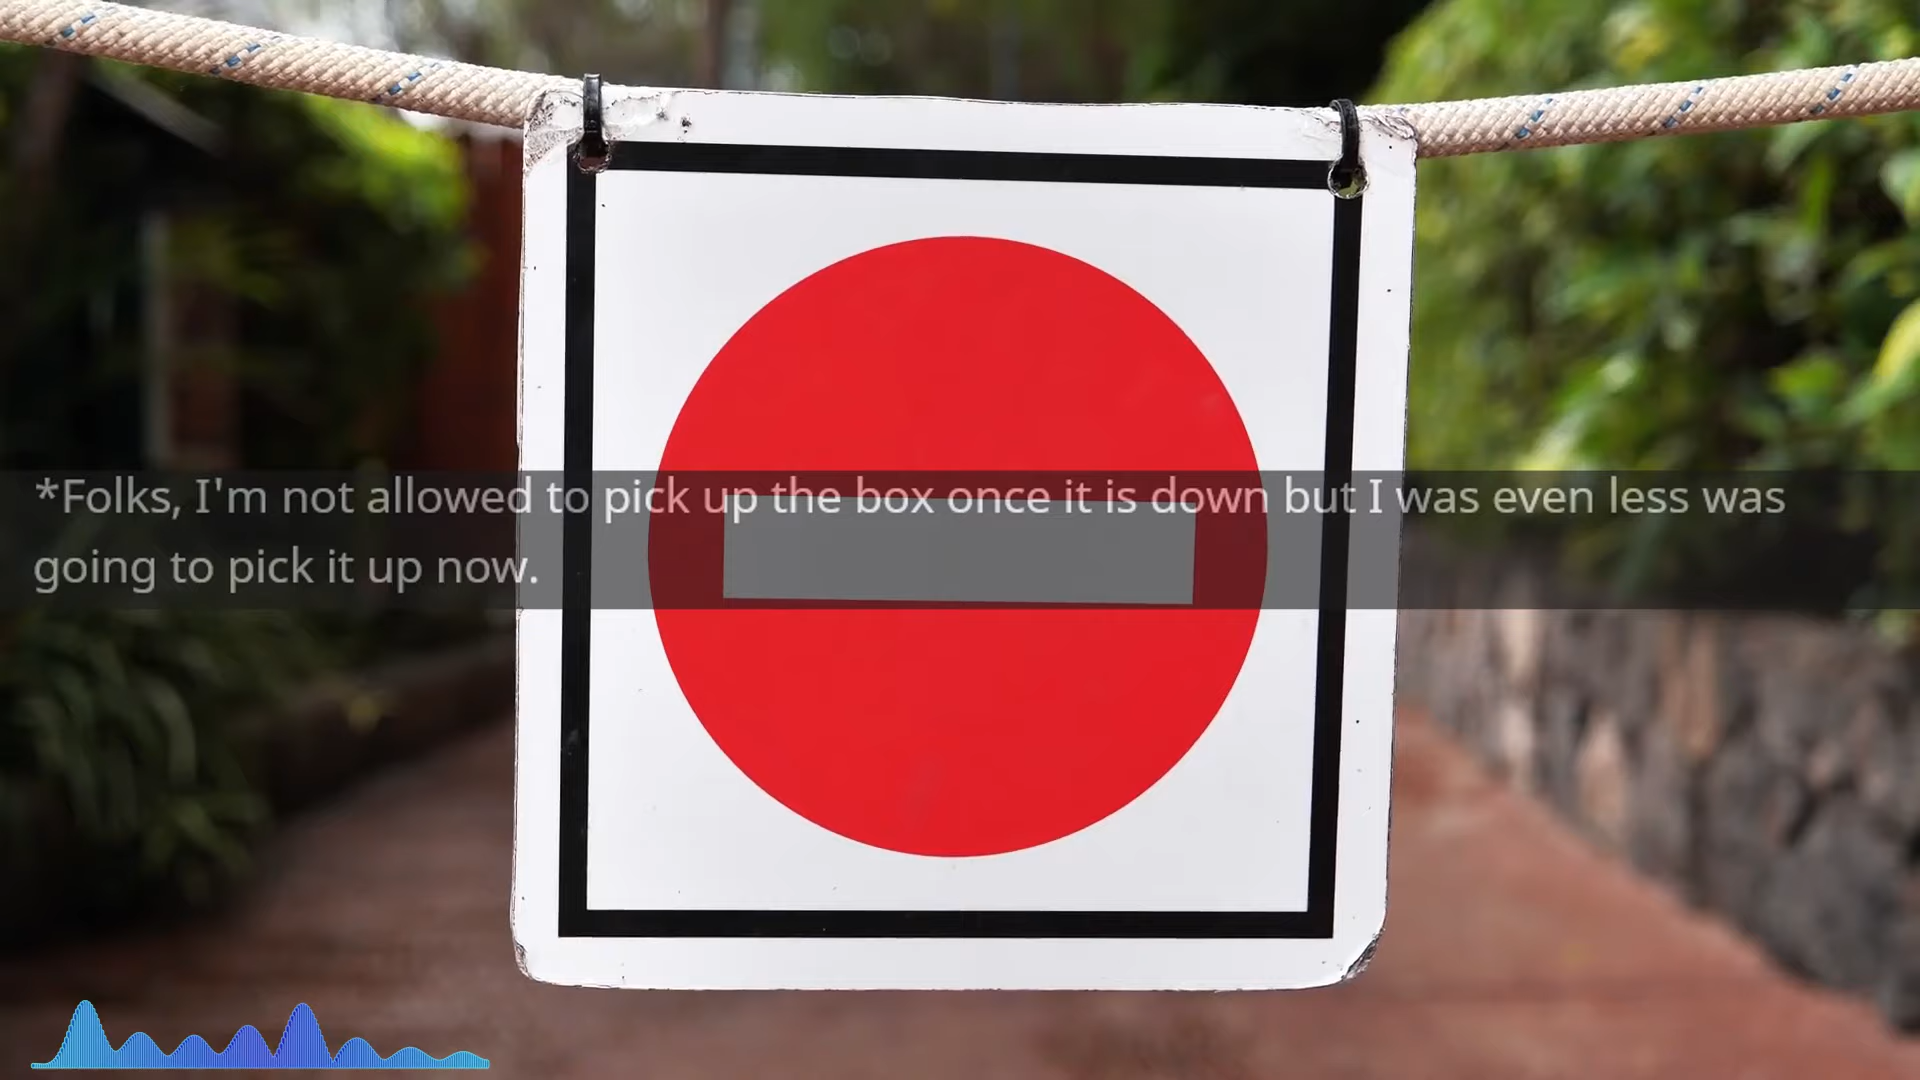 *Folks, I'm not allowed to pick up the box once it is down but I was even less was
going to pick it up now.